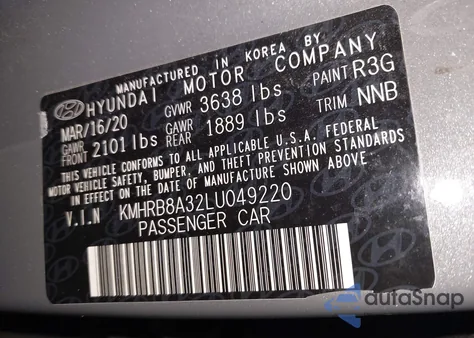 MANUFACTURED IN KOREA BY
HYUNDAI MOTOR COMPANY
MAR/16/20 GVWR 3638 lbs PAINT R3G
GAWR FRONT 2101 lbs GAWR REAR 1889 lbs TRIM NNB
THIS VEHICLE CONFORMS TO ALL APPLICABLE U.S.A. FEDERAL
MOTOR VEHICLE SAFETY, BUMPER, AND THEFT PREVENTION STANDARDS
IN EFFECT ON THE DATE OF MANUFACTURE SHOWN ABOVE.
V.I.N KMHRB8A32LU049220
PASSENGER CAR
autaSnap